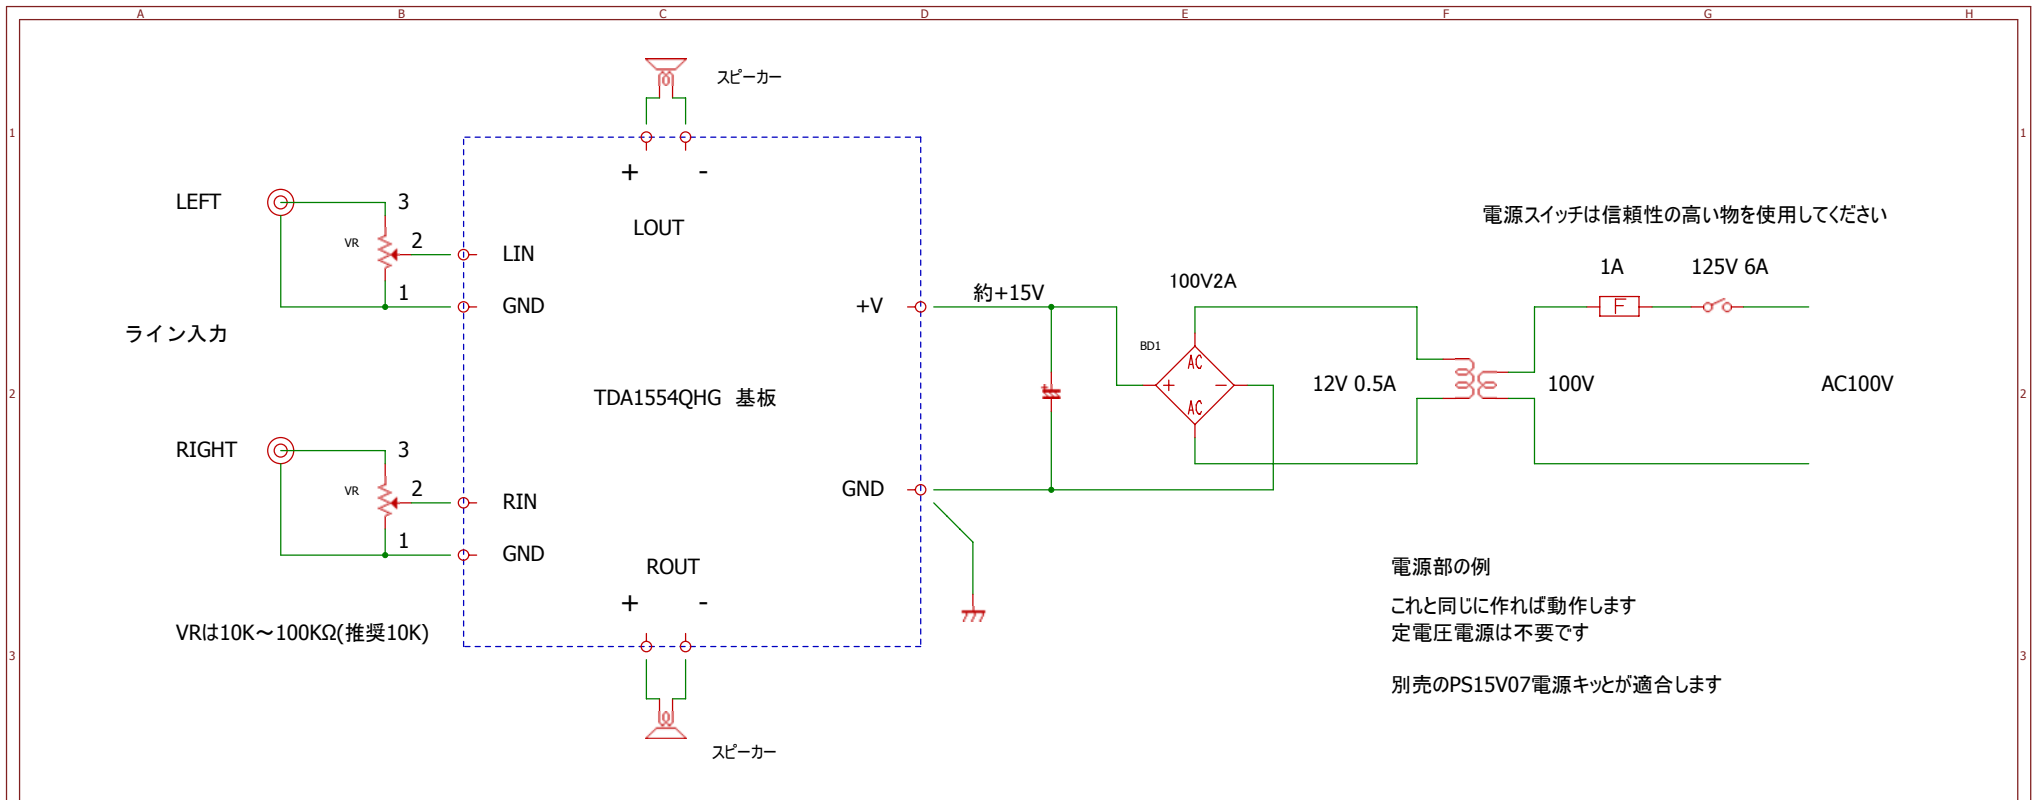 A B C D E F G H
スピーカー
1 1
+ -
LEFT
3
LOUT
電源スイッチは信頼性の高い物を使用してください
VR
2
LIN
1A
125V 6A
100V2A
1
GND
+V
約+15V
F
ライン入力
BD1
AC
+
-
AC
2 2
TDA1554QHG 基板
12V 0.5A
100V
AC100V
RIGHT
3
VR
2
RIN
GND
1
GND
ROUT
電源部の例
+ -
これと同じに作れば動作します
VRは10K～100KΩ(推奨10K)
定電圧電源は不要です
3 3
別売のPS15V07電源キッとが適合します
スピーカー